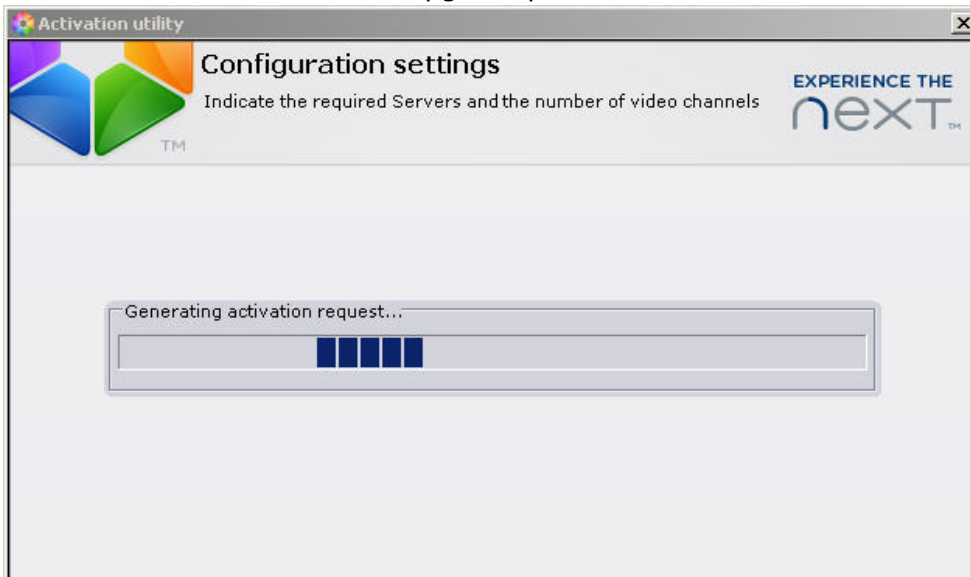 Activation utility
Configuration settings
Indicate the required Servers and the number of video channels
EXPERIENCE THE
next™
TM
Generating activation request...